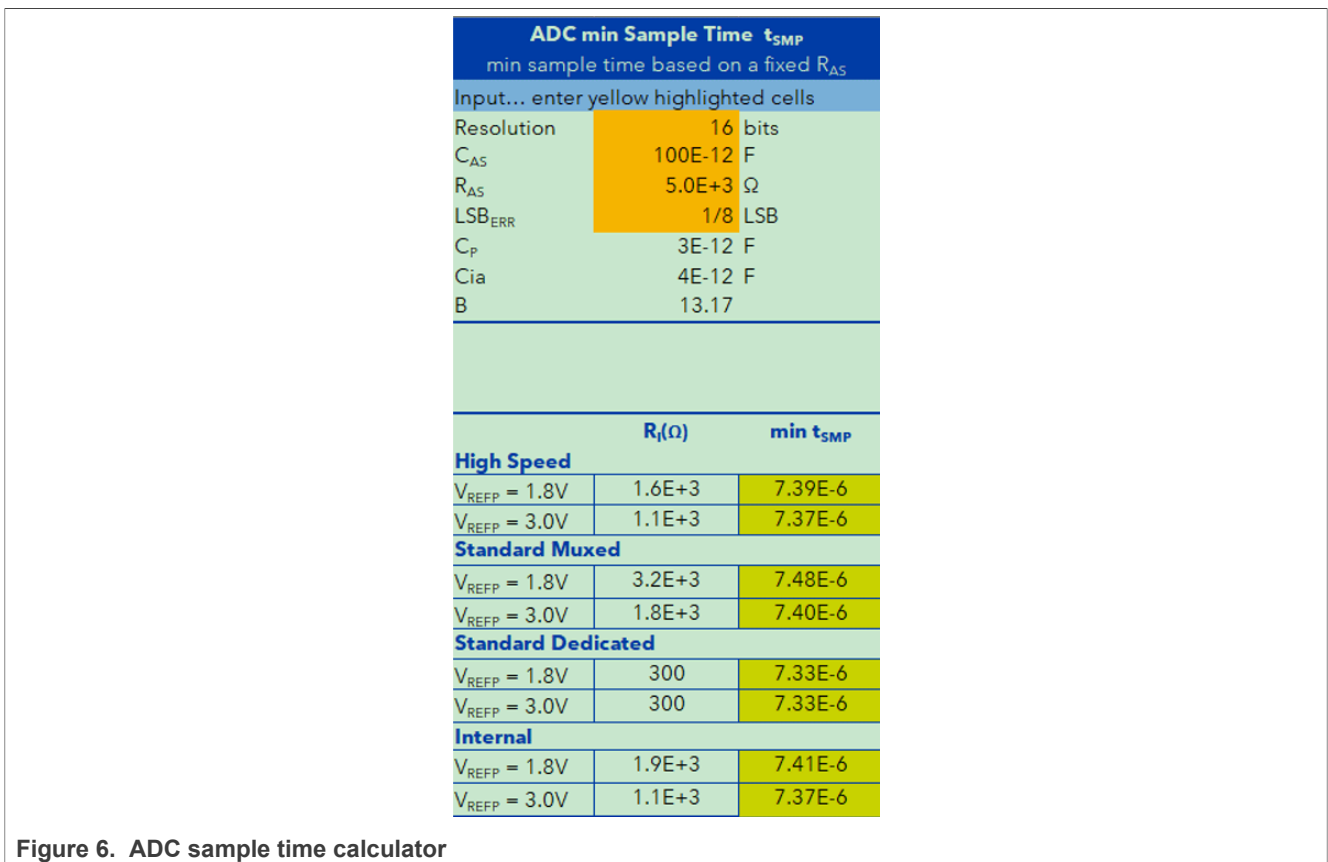 ADC min Sample Time tSMP
min sample time based on a fixed RAS
Input... enter yellow highlighted cells
Resolution 16 bits
CAS 100E-12 F
RAS 5.0E+3 Ω
LSBERR 1/8 LSB
CP 3E-12 F
Cia 4E-12 F
B 13.17
RI(Ω) min tSMP
High Speed
VREFP = 1.8V 1.6E+3 7.39E-6
VREFP = 3.0V 1.1E+3 7.37E-6
Standard Muxed
VREFP = 1.8V 3.2E+3 7.48E-6
VREFP = 3.0V 1.8E+3 7.40E-6
Standard Dedicated
VREFP = 1.8V 300 7.33E-6
VREFP = 3.0V 300 7.33E-6
Internal
VREFP = 1.8V 1.9E+3 7.41E-6
VREFP = 3.0V 1.1E+3 7.37E-6
Figure 6. ADC sample time calculator